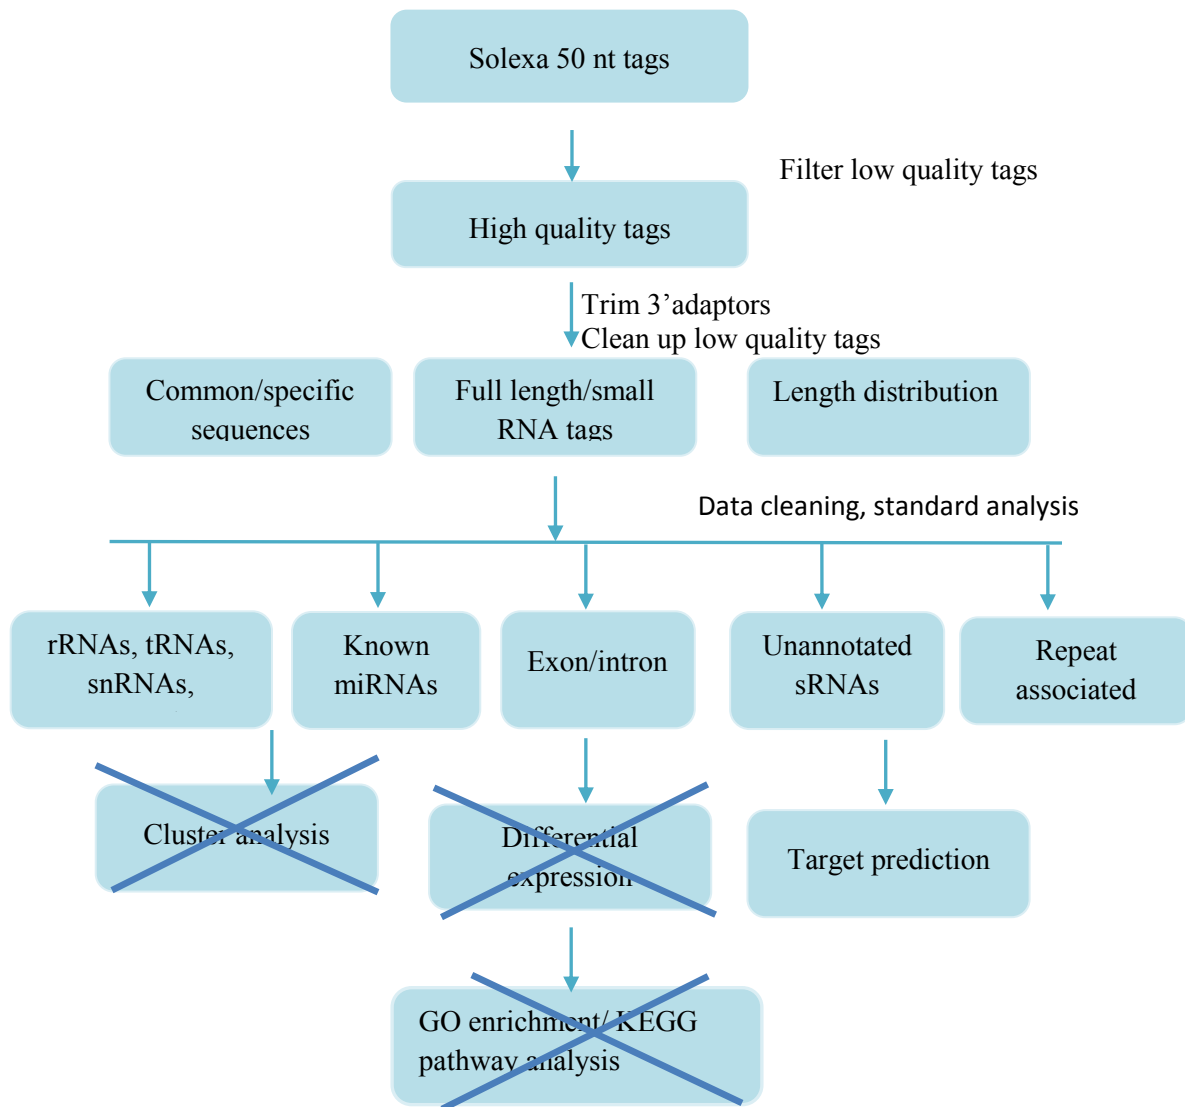 Solexa 50 nt tags
Filter low quality tags
High quality tags
Trim 3’adaptors
Clean up low quality tags
Common/specific
sequences
Full length/small
RNA tags
Length distribution
Data cleaning, standard analysis
rRNAs, tRNAs,
snRNAs,
Known
miRNAs
Exon/intron
Unannotated
sRNAs
Repeat
associated
Cluster analysis
Differential
expression
Target prediction
GO enrichment/ KEGG
pathway analysis